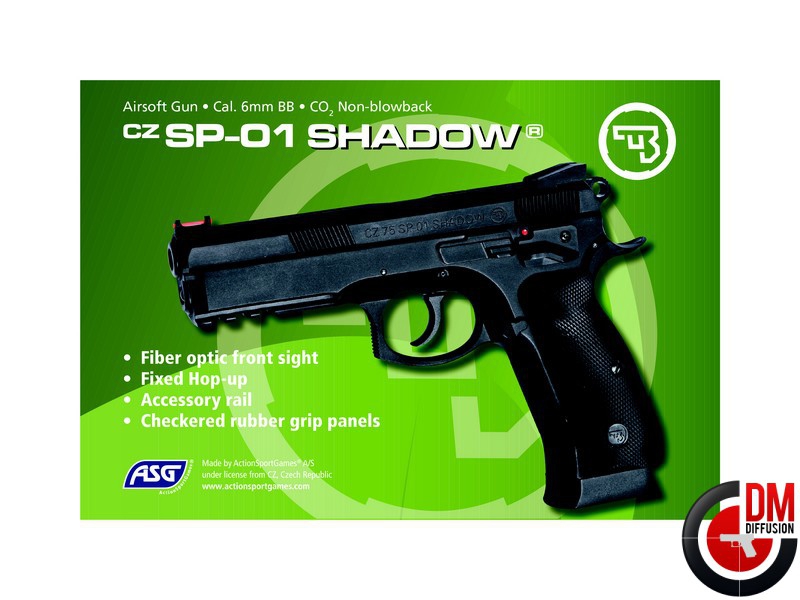 Airsoft Gun • Cal. 6mm BB • CO2 Non-blowback
CZ SP-01 SHADOW ®
CZ 75 SP-01 SHADOW
• Fiber optic front sight
• Fixed Hop-up
• Accessory rail
• Checkered rubber grip panels
ASG
ActionSportGames
Made by ActionSportGames® A/S
under license from CZ, Czech Republic
www.actionsportgames.com
DM
DIFFUSION